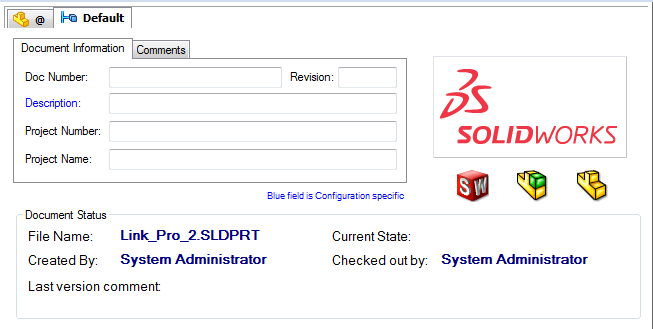 @ Default
Document Information Comments
Doc Number: Revision:
Description:
Project Number:
Project Name:
3DS SOLIDWORKS
SW
Blue field is Configuration specific
Document Status
File Name: Link_Pro_2.SLDPRT Current State:
Created By: System Administrator Checked out by: System Administrator
Last version comment: